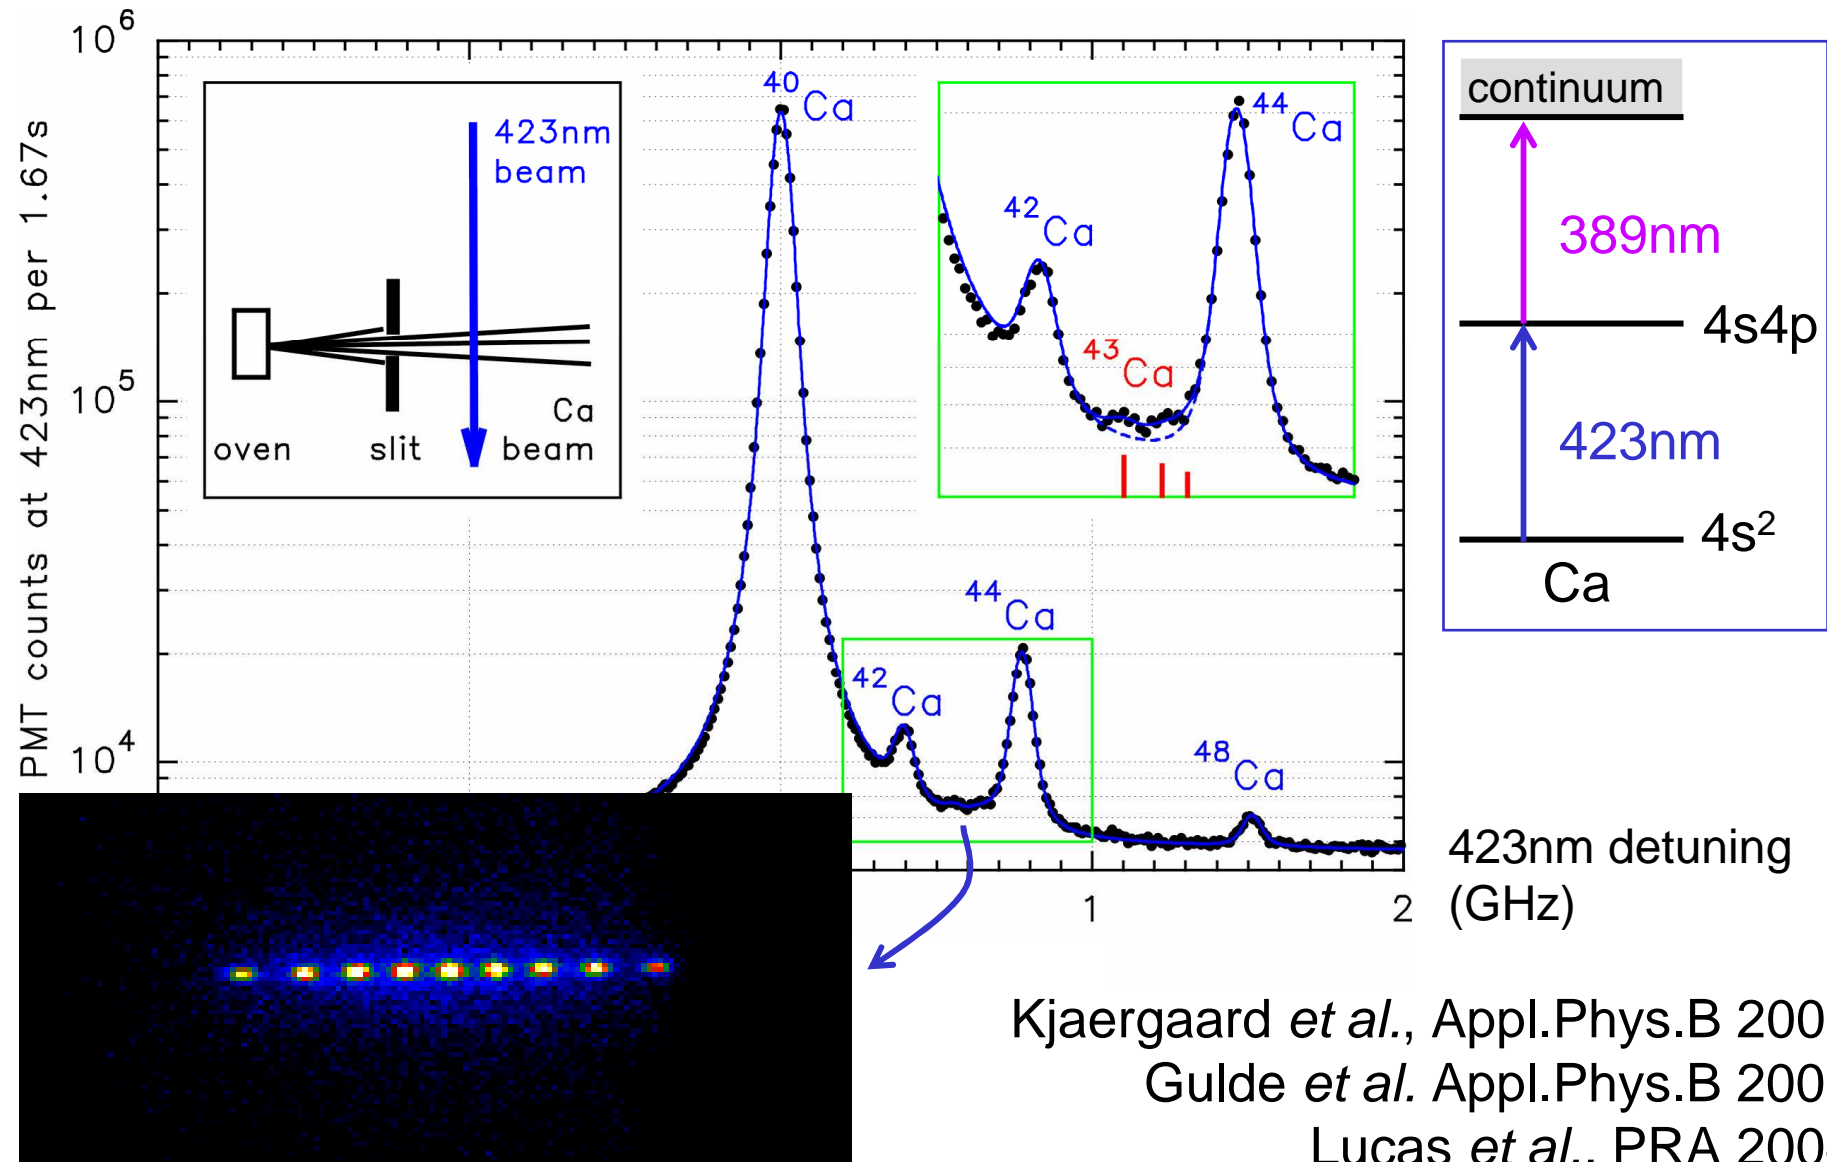 PMT counts at 423nm per 1.67s
10^6
10^5
10^4
1
2
423nm
beam
oven
slit
Ca
beam
40Ca
42Ca
43Ca
44Ca
42Ca
44Ca
48Ca
continuum
389nm
4s4p
423nm
4s²
Ca
423nm detuning
(GHz)
Kjaergaard et al., Appl.Phys.B 200
Gulde et al. Appl.Phys.B 200
Lucas et al., PRA 200